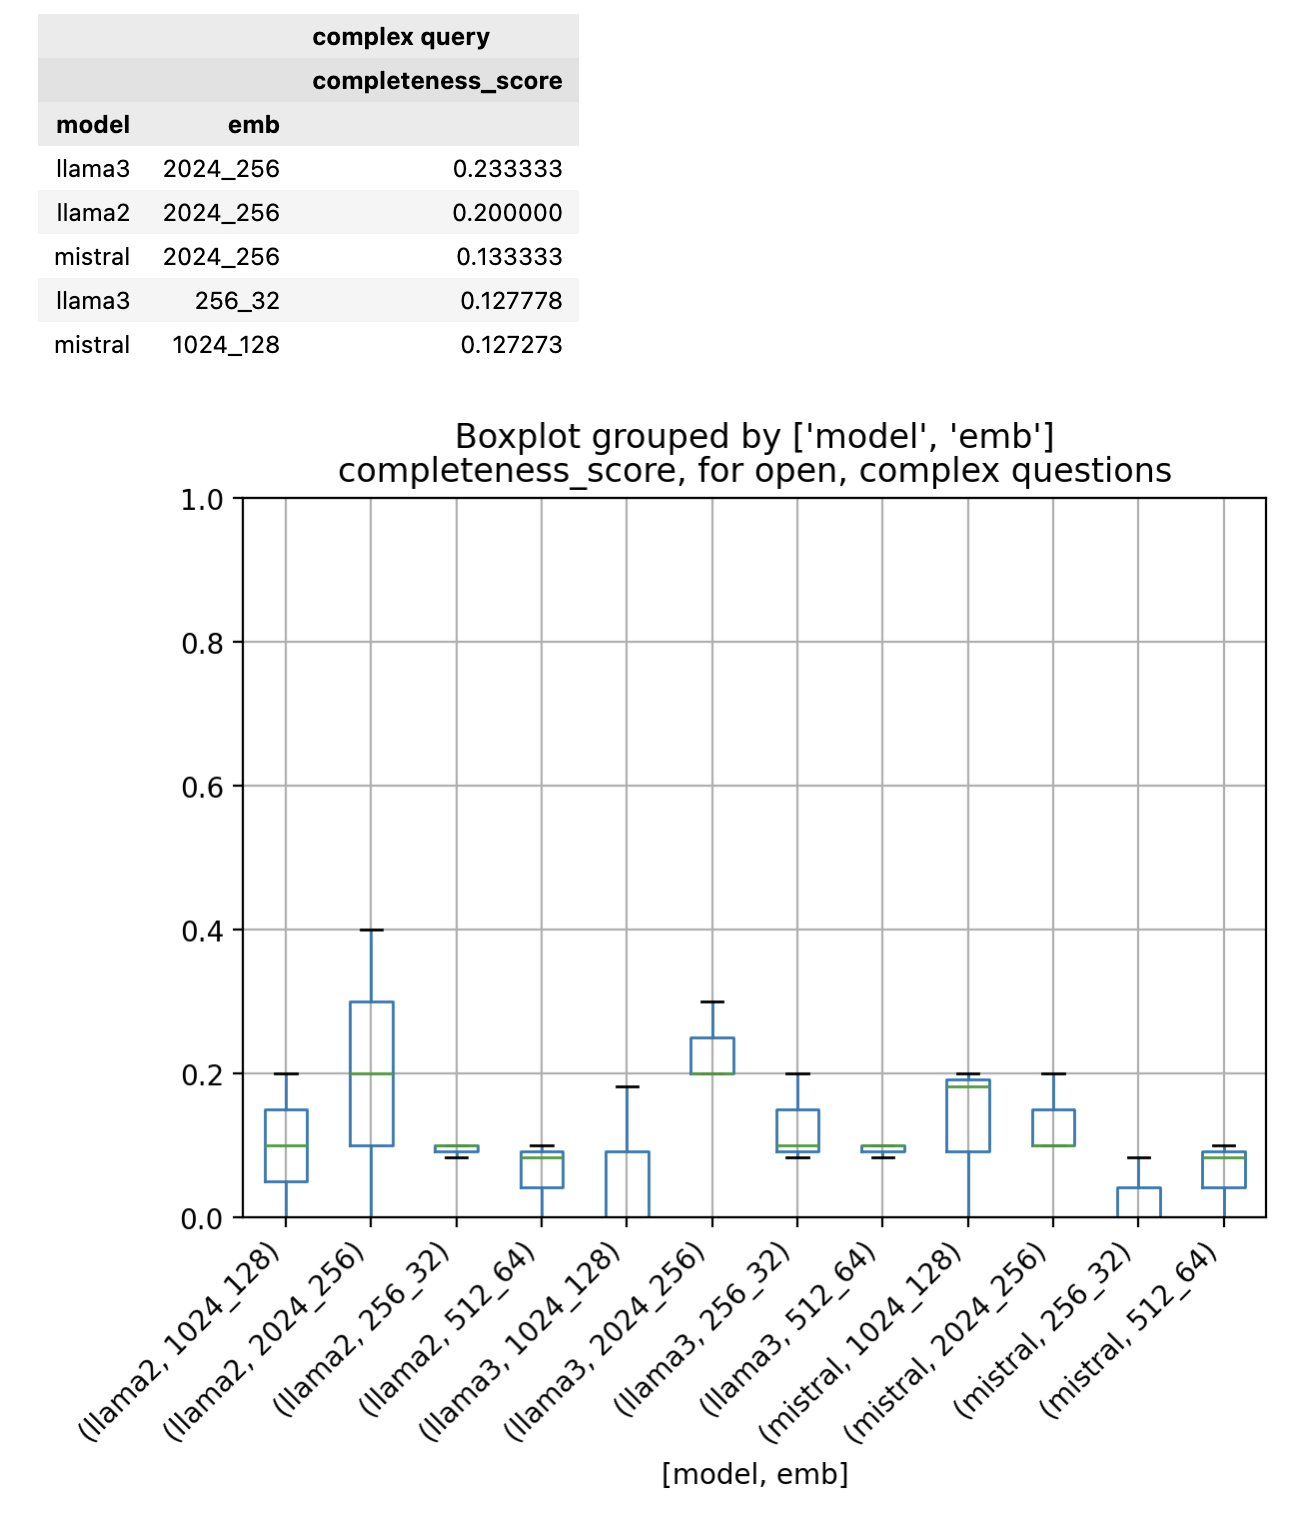 complex query
completeness_score
model emb
llama3 2024_256 0.233333
llama2 2024_256 0.200000
mistral 2024_256 0.133333
llama3 256_32 0.127778
mistral 1024_128 0.127273
Boxplot grouped by ['model', 'emb']
completeness_score, for open, complex questions
1.0
0.8
0.6
0.4
0.2
0.0
(llama2, 1024_128)
(llama2, 2024_256)
(llama2, 256_32)
(llama2, 512_64)
(llama3, 1024_128)
(llama3, 2024_256)
(llama3, 256_32)
(llama3, 512_64)
(mistral, 1024_128)
(mistral, 2024_256)
(mistral, 256_32)
(mistral, 512_64)
[model, emb]